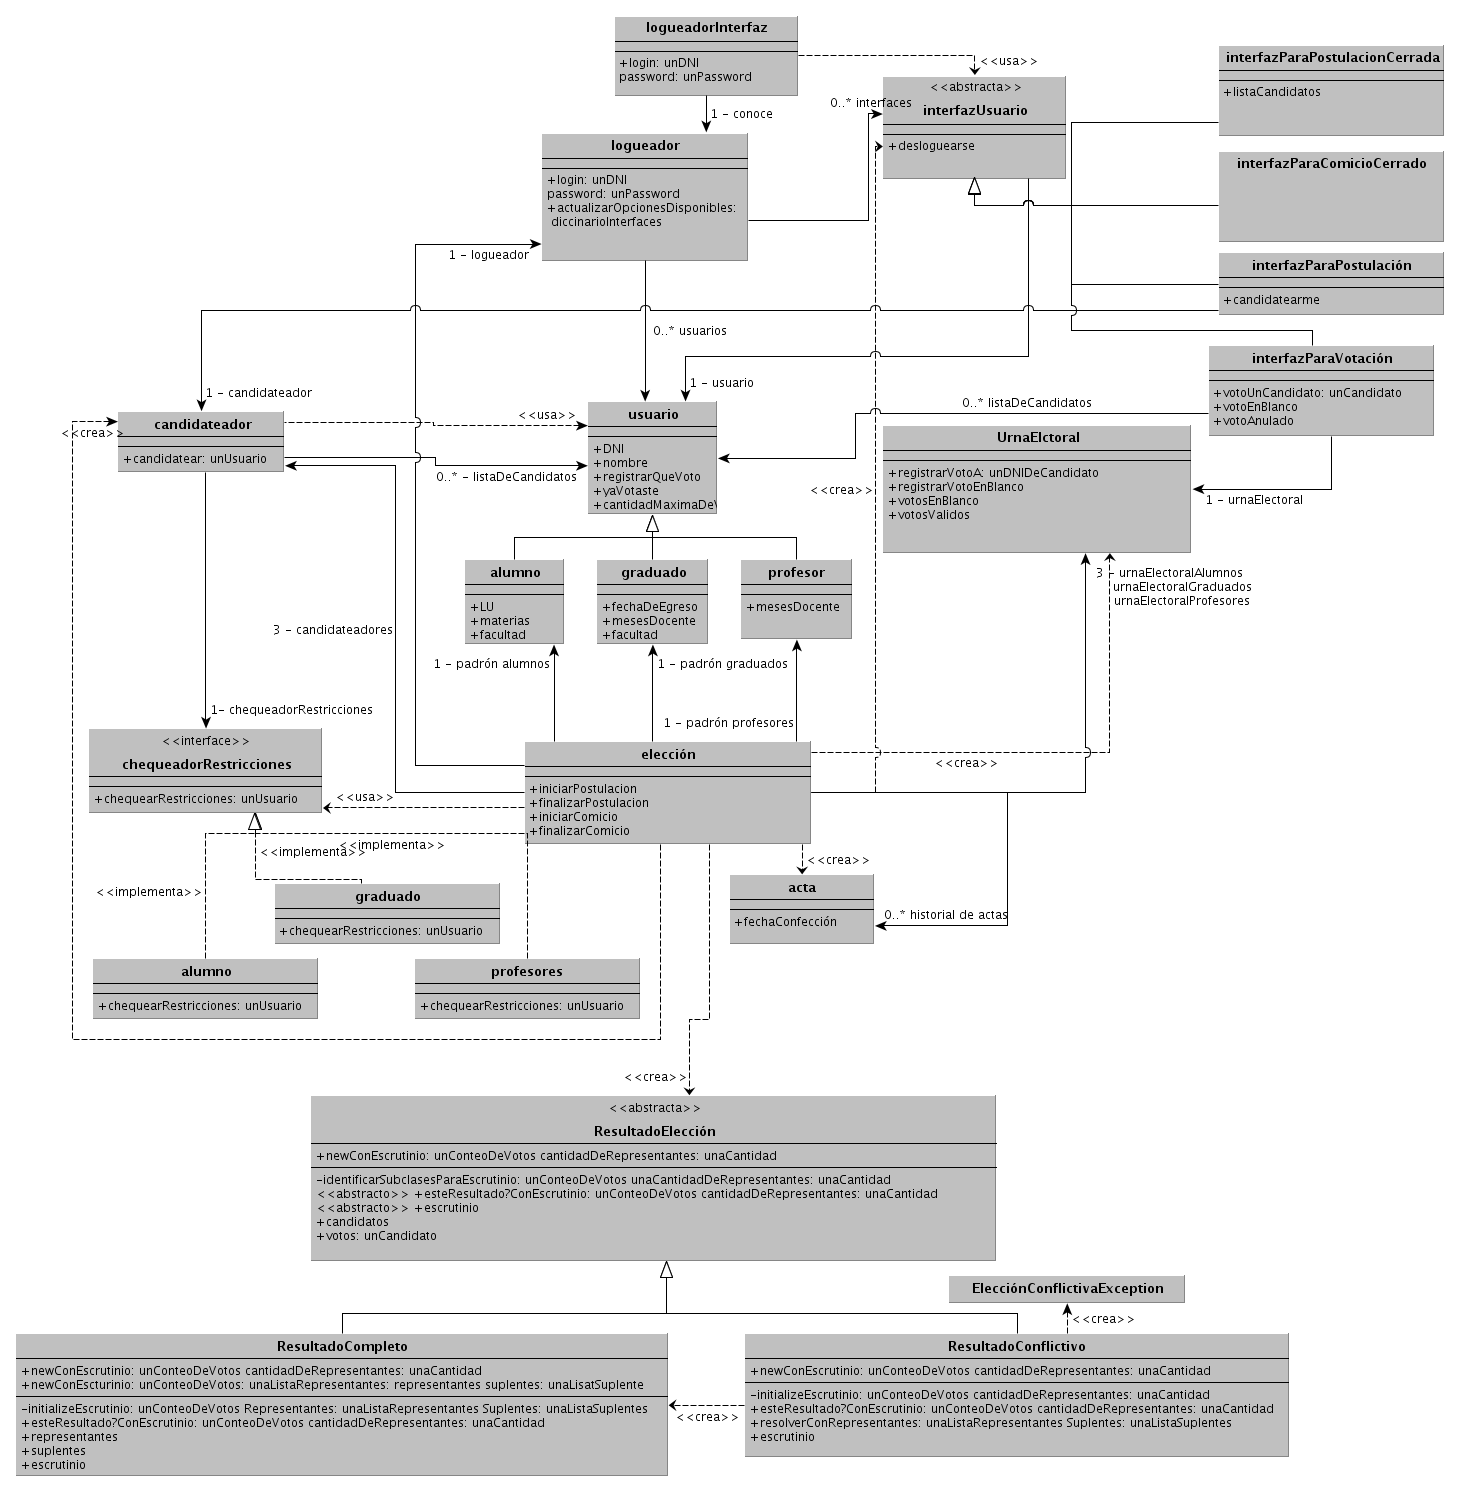 logueadorInterfaz
+login: unDNI
password: unPassword
<<usa>>
1 - conoce
<<abstracta>>
interfazUsuario
+desloguearse
0..* interfaces
interfazParaPostulacionCerrada
+listaCandidatos
interfazParaComicioCerrado
interfazParaPostulación
+candidatearme
interfazParaVotación
+votoUnCandidato: unCandidato
+votoEnBlanco
+votoAnulado
logueador
+login: unDNI
password: unPassword
+actualizarOpcionesDisponibles:
diccinarioInterfaces
1 - logueador
0..* usuarios
1 - usuario
1 - candidateador
0..* listaDeCandidatos
<<crea>>
candidateador
+candidatear: unUsuario
<<usa>>
0..* - listaDeCandidatos
usuario
+DNI
+nombre
+registrarQueVoto
+yaVotaste
+cantidadMaximaDeV
UrnaElctoral
+registrarVotoA: unDNIDeCandidato
+registrarVotoEnBlanco
+votosEnBlanco
+votosValidos
<<crea>>
1 - urnaElectoral
3 - urnaElectoralAlumnos
urnaElectoralGraduados
urnaElectoralProfesores
alumno
+LU
+materias
+facultad
graduado
+fechaDeEgreso
+mesesDocente
+facultad
profesor
+mesesDocente
3 - candidateadores
1 - padrón alumnos
1 - padrón graduados
1 - padrón profesores
1- chequeadorRestricciones
<<interface>>
chequeadorRestricciones
+chequearRestricciones: unUsuario
<<usa>>
elección
+iniciarPostulacion
+finalizarPostulacion
+iniciarComicio
+finalizarComicio
<<crea>>
<<implementa>>
<<implementa>>
<<implementa>>
<<crea>>
graduado
+chequearRestricciones: unUsuario
acta
+fechaConfección
0..* historial de actas
alumno
+chequearRestricciones: unUsuario
profesores
+chequearRestricciones: unUsuario
<<crea>>
<<abstracta>>
ResultadoElección
+newConEscrutinio: unConteoDeVotos cantidadDeRepresentantes: unaCantidad
-identificarSubclasesParaEscrutinio: unConteoDeVotos unaCantidadDeRepresentantes: unaCantidad
<<abstracto>> +esteResultado?ConEscrutinio: unConteoDeVotos cantidadDeRepresentantes: unaCantidad
<<abstracto>> +escrutinio
+candidatos
+votos: unCandidato
ElecciónConflictivaException
<<crea>>
ResultadoCompleto
+newConEscrutinio: unConteoDeVotos cantidadDeRepresentantes: unaCantidad
+newConEscturinio: unConteoDeVotos: unaListaRepresentantes: representantes suplentes: unaLisatSuplente
-initializeEscrutinio: unConteoDeVotos Representantes: unaListaRepresentantes Suplentes: unaListaSuplentes
+esteResultado?ConEscrutinio: unConteoDeVotos cantidadDeRepresentantes: unaCantidad
+representantes
+suplentes
+escrutinio
<<crea>>
ResultadoConflictivo
+newConEscrutinio: unConteoDeVotos cantidadDeRepresentantes: unaCantidad
-initializeEscrutinio: unConteoDeVotos cantidadDeRepresentantes: unaCantidad
+esteResultado?ConEscrutinio: unConteoDeVotos cantidadDeRepresentantes: unaCantidad
+resolverConRepresentantes: unaListaRepresentantes Suplentes: unaListaSuplentes
+escrutinio